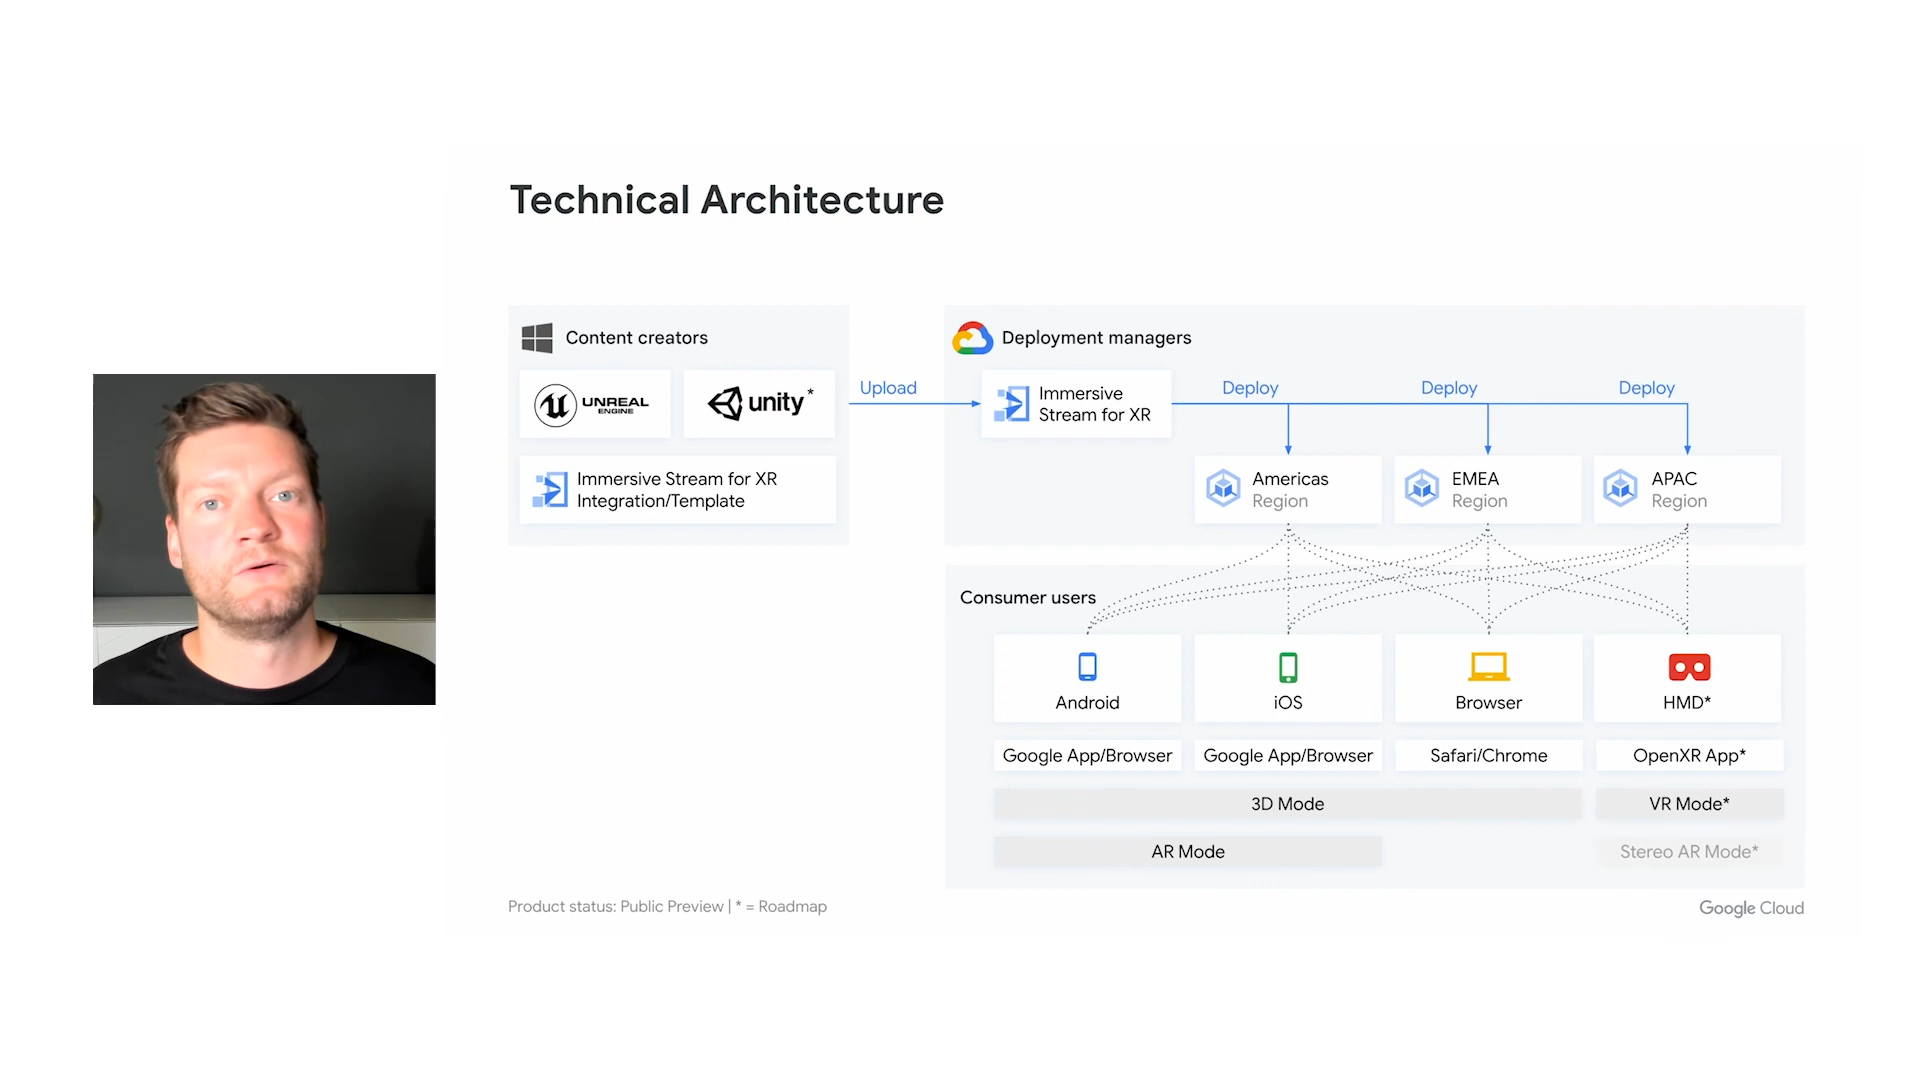 Technical Architecture
Content creators
UNREAL
ENGINE
unity*
Immersive Stream for XR
Integration/Template
Upload
Deployment managers
Immersive
Stream for XR
Deploy
Deploy
Deploy
Americas
Region
EMEA
Region
APAC
Region
Consumer users
Android
iOS
Browser
HMD*
Google App/Browser
Google App/Browser
Safari/Chrome
OpenXR App*
3D Mode
VR Mode*
AR Mode
Stereo AR Mode*
Product status: Public Preview | * = Roadmap
Google Cloud